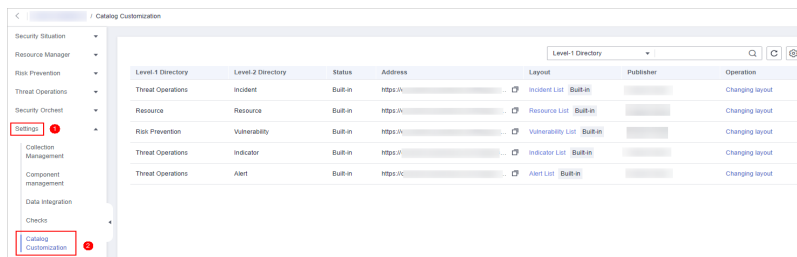 / Catalog Customization
Security Situation
Resource Manager
Risk Prevention
Threat Operations
Security Orchest
Settings 1
Collection
Management
Component
management
Data Integration
Checks
Catalog
Customization 2
Level-1 Directory
Level-1 Directory Level-2 Directory Status Address Layout Publisher Operation
Threat Operations Incident Built-in https:// ... Incident List Built-in Changing layout
Resource Resource Built-in https:// ... Resource List Built-in Changing layout
Risk Prevention Vulnerability Built-in https:// ... Vulnerability List Built-in Changing layout
Threat Operations Indicator Built-in https:// ... Indicator List Built-in Changing layout
Threat Operations Alert Built-in https:// ... Alert List Built-in Changing layout